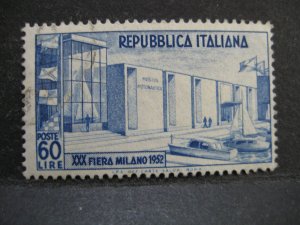 REPUBBLICA ITALIANA
POSTE
60
LIRE
XXX FIERA MILANO 1952